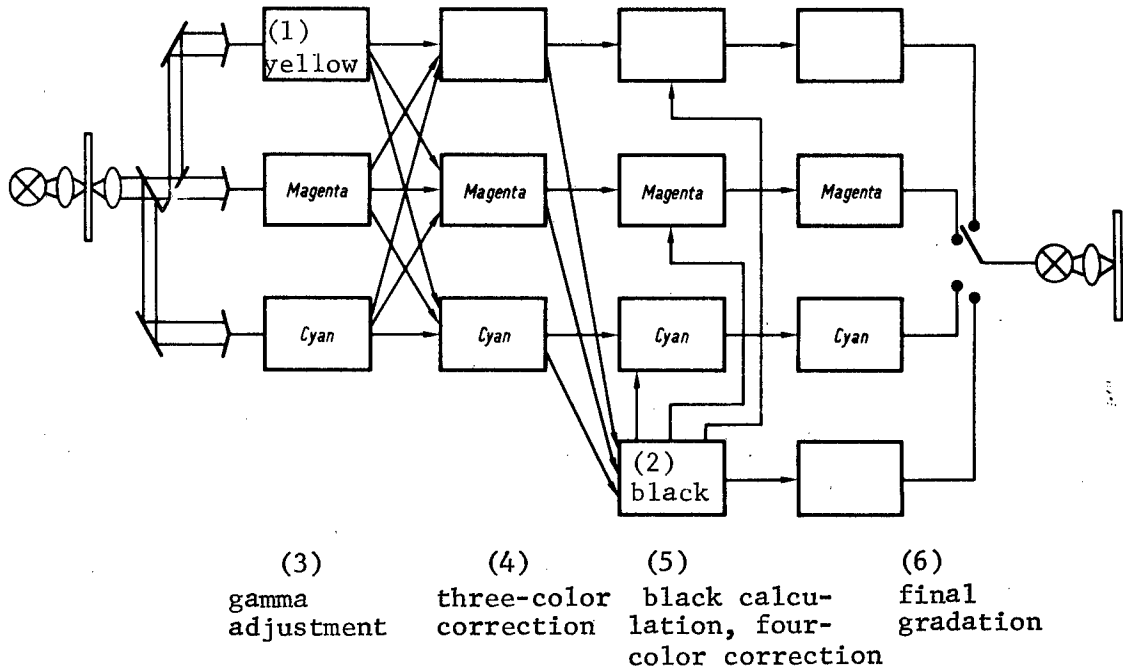 (1)
yellow
Magenta
Magenta
Magenta
Magenta
Cyan
Cyan
Cyan
Cyan
(2)
black
(3)
gamma
adjustment
(4)
three-color
correction
(5)
black calcu-
lation, four-
color correction
(6)
final
gradation